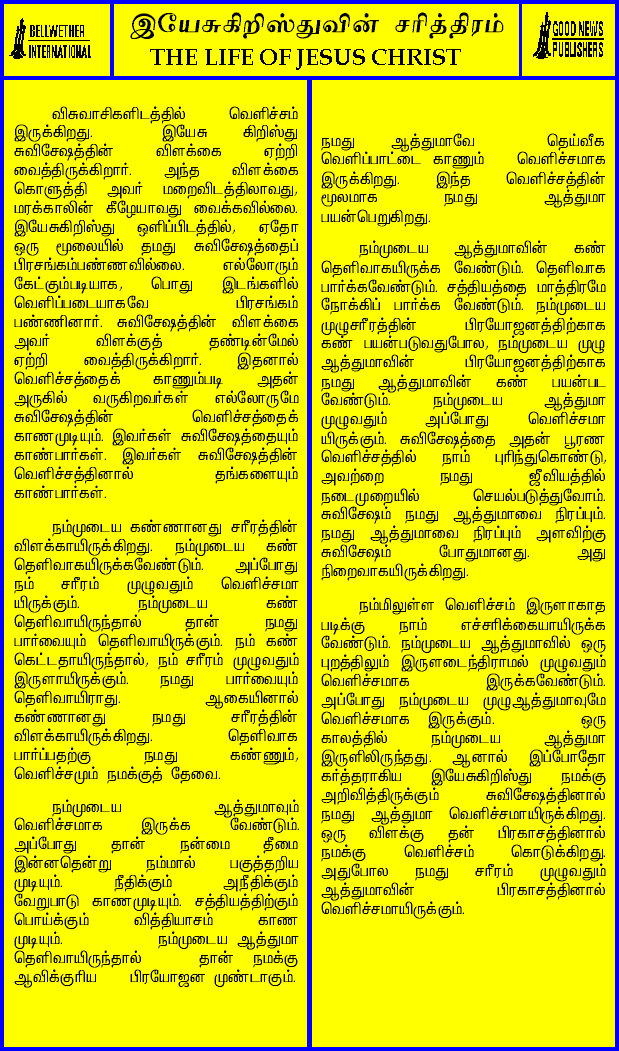 BELLWETHER
INTERNATIONAL
இயேசுகிறிஸ்துவின் சரித்திரம்
THE LIFE OF JESUS CHRIST
GOOD NEWS
PUBLISHERS
விசுவாசிகளிடத்தில் வெளிச்சம்
இருக்கிறது. இயேசு கிறிஸ்து
சுவிசேஷத்தின் விளக்கை ஏற்றி
வைத்திருக்கிறார். அந்த விளக்கை
கொளுத்தி அவர் மறைவிடத்திலாவது,
மரக்காலின் கீழேயாவது வைக்கவில்லை.
இயேசுகிறிஸ்து ஒளிப்பிடத்தில், ஏதோ
ஒரு மூலையில் தமது சுவிசேஷத்தைப்
பிரசங்கம்பண்ணவில்லை. எல்லோரும்
கேட்கும்படியாக, பொது இடங்களில்
வெளிப்படையாகவே பிரசங்கம்
பண்ணினார். சுவிசேஷத்தின் விளக்கை
அவர் விளக்குத் தண்டின்மேல்
ஏற்றி வைத்திருக்கிறார். இதனால்
வெளிச்சத்தைக் காணும்படி அதன்
அருகில் வருகிறவர்கள் எல்லோருமே
சுவிசேஷத்தின் வெளிச்சத்தைக்
காணமுடியும். இவர்கள் சுவிசேஷத்தையும்
காண்பார்கள். இவர்கள் சுவிசேஷத்தின்
வெளிச்சத்தினால் தங்களையும்
காண்பார்கள்.
நம்முடைய கண்ணானது சரீரத்தின்
விளக்காயிருக்கிறது. நம்முடைய கண்
தெளிவாகயிருக்கவேண்டும். அப்போது
நம் சரீரம் முழுவதும் வெளிச்சமா
யிருக்கும். நம்முடைய கண்
தெளிவாயிருந்தால் தான் நமது
பார்வையும் தெளிவாயிருக்கும். நம் கண்
கெட்டதாயிருந்தால், நம் சரீரம் முழுவதும்
இருளாயிருக்கும். நமது பார்வையும்
தெளிவாயிராது. ஆகையினால்
கண்ணானது நமது சரீரத்தின்
விளக்காயிருக்கிறது. தெளிவாக
பார்ப்பதற்கு நமது கண்ணும்,
வெளிச்சமும் நமக்குத் தேவை.
நம்முடைய ஆத்துமாவும்
வெளிச்சமாக இருக்க வேண்டும்.
அப்போது தான் நன்மை தீமை
இன்னதென்று நம்மால் பகுத்தறிய
முடியும். நீதிக்கும் அநீதிக்கும்
வேறுபாடு காணமுடியும். சத்தியத்திற்கும்
பொய்க்கும் வித்தியாசம் காண
முடியும். நம்முடைய ஆத்துமா
தெளிவாயிருந்தால் தான் நமக்கு
ஆவிக்குரிய பிரயோஜன முண்டாகும்.
நமது ஆத்துமாவே தெய்வீக
வெளிப்பாட்டை காணும் வெளிச்சமாக
இருக்கிறது. இந்த வெளிச்சத்தின்
மூலமாக நமது ஆத்துமா
பயன்பெறுகிறது.
நம்முடைய ஆத்துமாவின் கண்
தெளிவாகயிருக்க வேண்டும். தெளிவாக
பார்க்கவேண்டும். சத்தியத்தை மாத்திரமே
நோக்கிப் பார்க்க வேண்டும். நம்முடைய
முழுசரீரத்தின் பிரயோஜனத்திற்காக
கண் பயன்படுவதுபோல, நம்முடைய முழு
ஆத்துமாவின் பிரயோஜனத்திற்காக
நமது ஆத்துமாவின் கண் பயன்பட
வேண்டும். நம்முடைய ஆத்துமா
முழுவதும் அப்போது வெளிச்சமா
யிருக்கும். சுவிசேஷத்தை அதன் பூரண
வெளிச்சத்தில் நாம் புரிந்துகொண்டு,
அவற்றை நமது ஜீவியத்தில்
நடைமுறையில் செயல்படுத்துவோம்.
சுவிசேஷம் நமது ஆத்துமாவை நிரப்பும்.
நமது ஆத்துமாவை நிரப்பும் அளவிற்கு
சுவிசேஷம் போதுமானது. அது
நிறைவாகயிருக்கிறது.
நம்மிலுள்ள வெளிச்சம் இருளாகாத
படிக்கு நாம் எச்சரிக்கையாயிருக்க
வேண்டும். நம்முடைய ஆத்துமாவில் ஒரு
புறத்திலும் இருளடைந்திராமல் முழுவதும்
வெளிச்சமாக இருக்கவேண்டும்.
அப்போது நம்முடைய முழுஆத்துமாவுமே
வெளிச்சமாக இருக்கும். ஒரு
காலத்தில் நம்முடைய ஆத்துமா
இருளிலிருந்தது. ஆனால் இப்போதோ
கர்த்தராகிய இயேசுகிறிஸ்து நமக்கு
அறிவித்திருக்கும் சுவிசேஷத்தினால்
நமது ஆத்துமா வெளிச்சமாயிருக்கிறது.
ஒரு விளக்கு தன் பிரகாசத்தினால்
நமக்கு வெளிச்சம் கொடுக்கிறது.
அதுபோல நமது சரீரம் முழுவதும்
ஆத்துமாவின் பிரகாசத்தினால்
வெளிச்சமாயிருக்கும்.